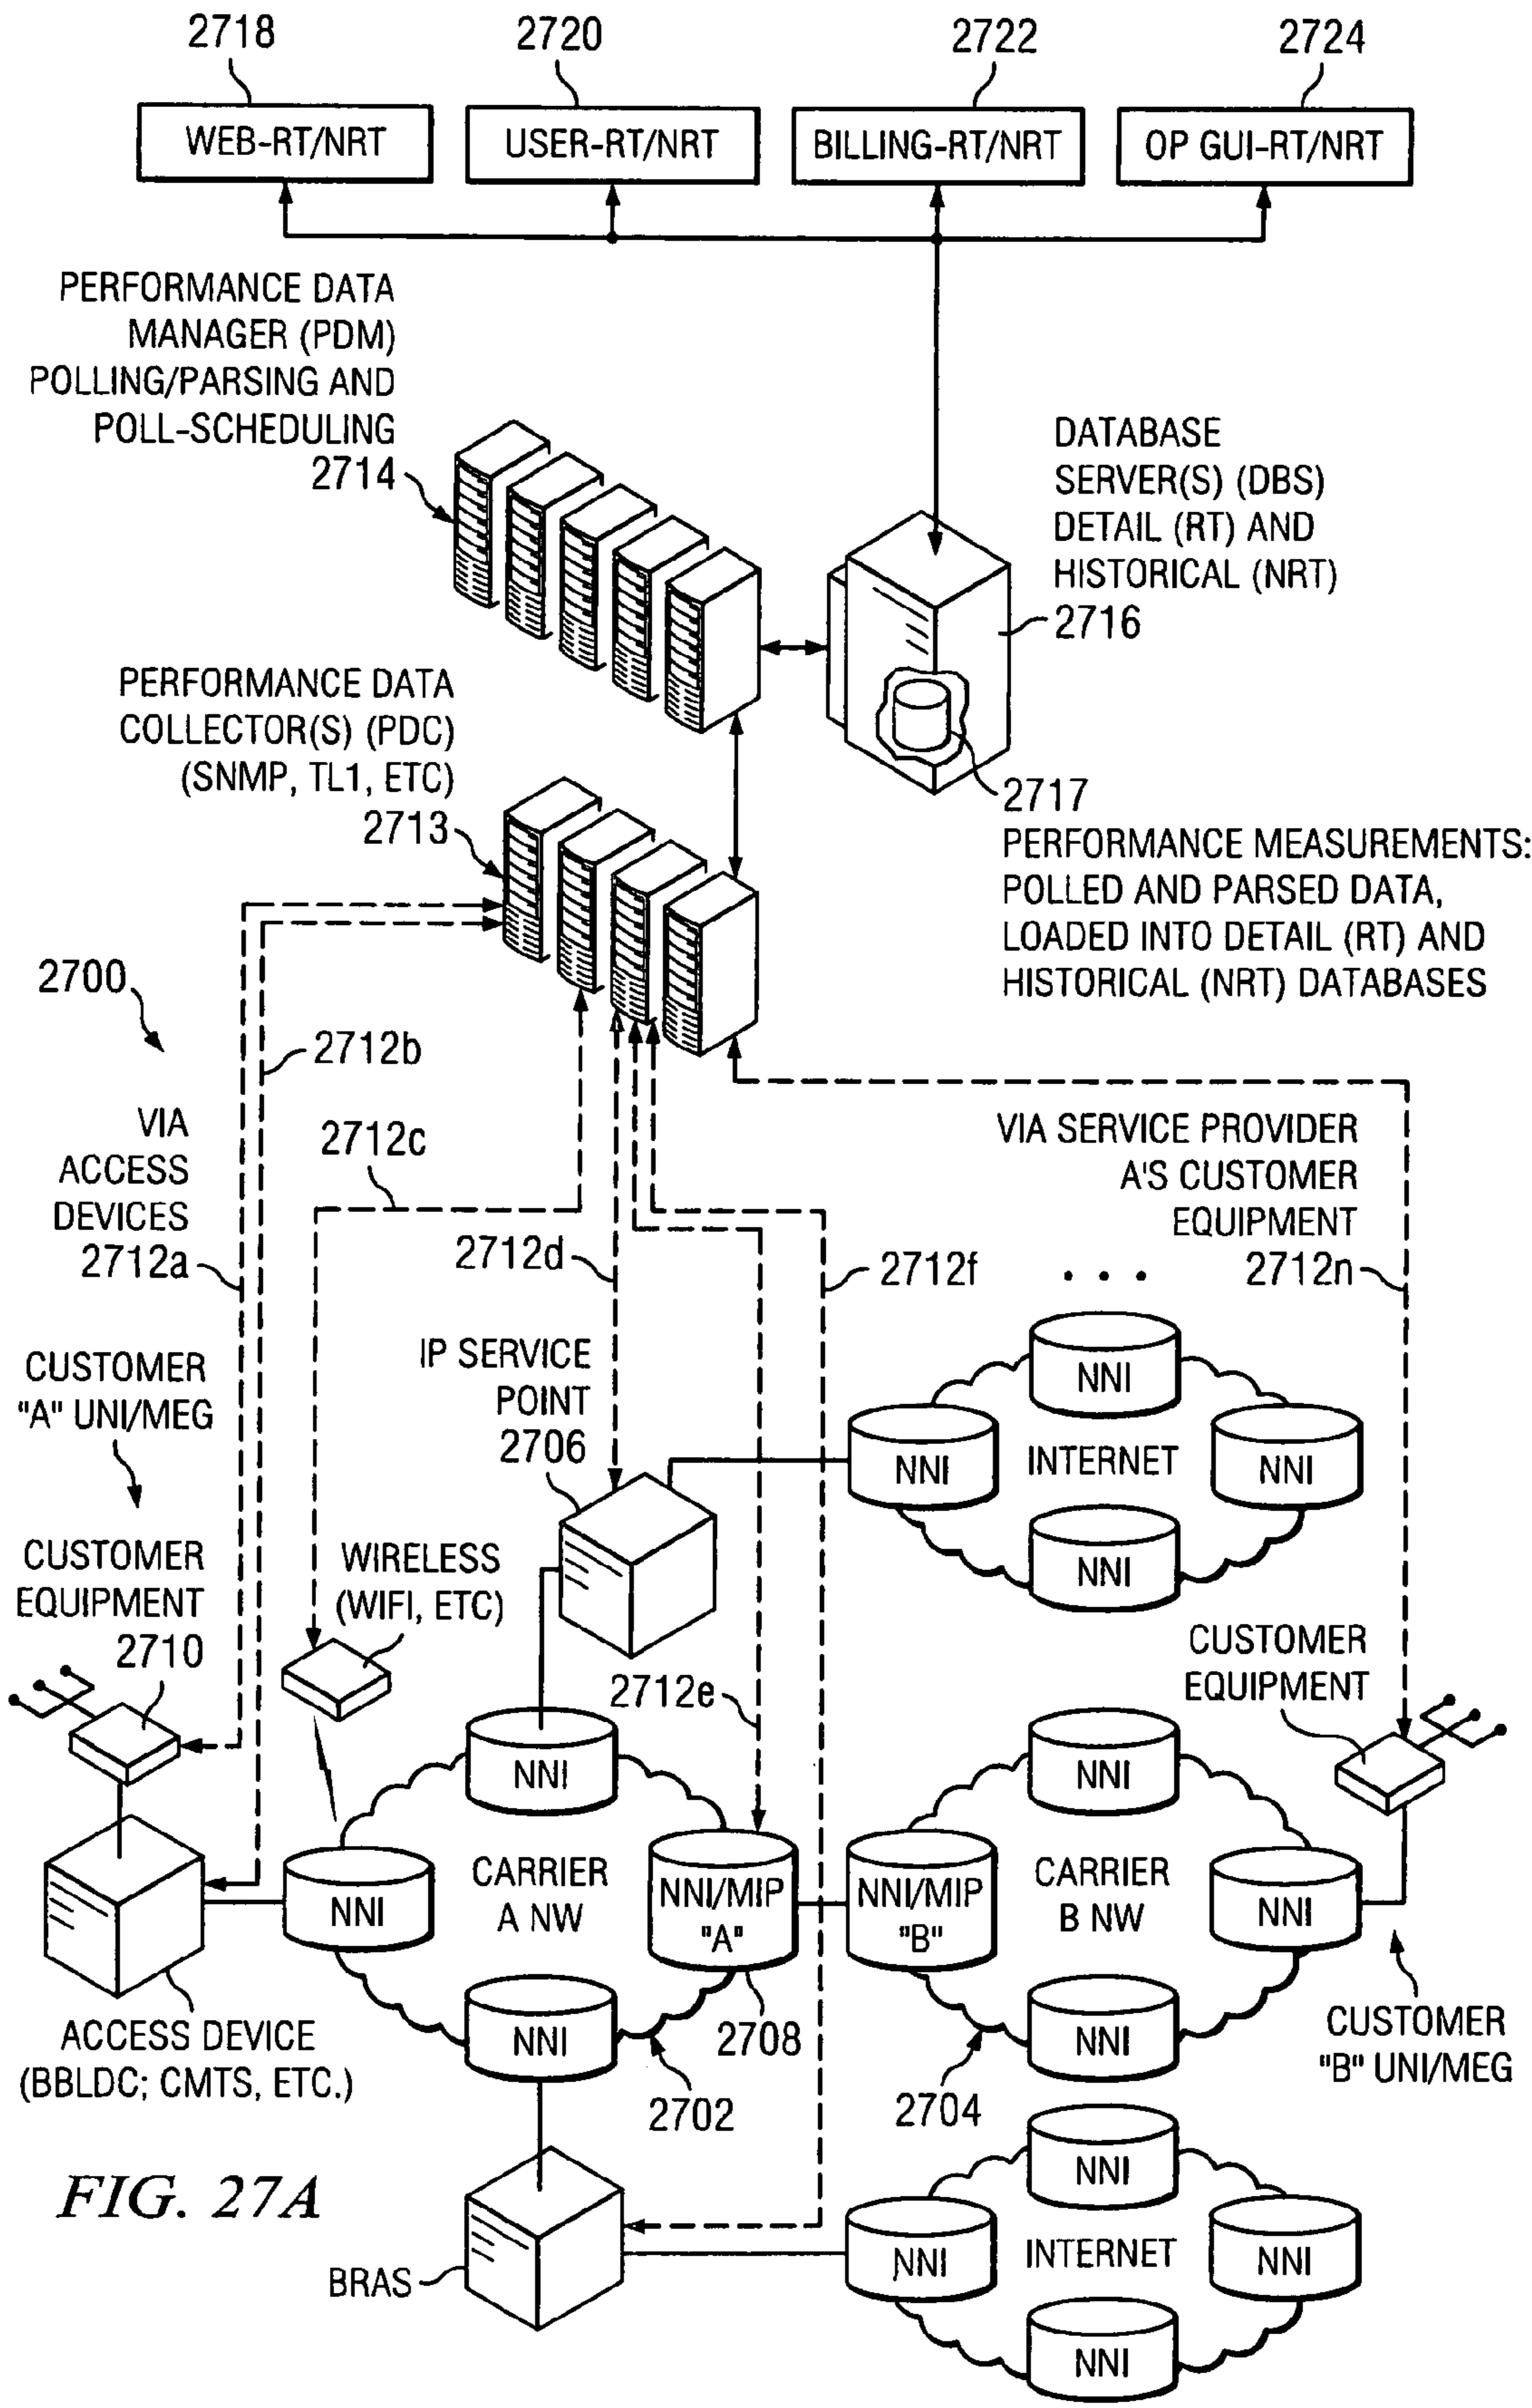 2718
2720
2722
2724
WEB-RT/NRT
USER-RT/NRT
BILLING-RT/NRT
OP GUI-RT/NRT
PERFORMANCE DATA
MANAGER (PDM)
POLLING/PARSING AND
POLL-SCHEDULING
2714
DATABASE
SERVER(S) (DBS)
DETAIL (RT) AND
HISTORICAL (NRT)
2716
PERFORMANCE DATA
COLLECTOR(S) (PDC)
(SNMP, TL1, ETC)
2713
2717
PERFORMANCE MEASUREMENTS:
POLLED AND PARSED DATA,
LOADED INTO DETAIL (RT) AND
HISTORICAL (NRT) DATABASES
2700
2712b
VIA
ACCESS
DEVICES
2712a
2712c
2712d
2712f
VIA SERVICE PROVIDER
A'S CUSTOMER
EQUIPMENT
2712n
. . .
CUSTOMER
"A" UNI/MEG
IP SERVICE
POINT
2706
NNI
NNI
INTERNET
NNI
NNI
CUSTOMER
EQUIPMENT
2710
WIRELESS
(WIFI, ETC)
2712e
CUSTOMER
EQUIPMENT
NNI
NNI
NNI
CARRIER
A NW
NNI/MIP
"A"
NNI/MIP
"B"
CARRIER
B NW
NNI
NNI
NNI
2708
2702
2704
ACCESS DEVICE
(BBLDC; CMTS, ETC.)
CUSTOMER
"B" UNI/MEG
NNI
FIG. 27A
BRAS
NNI
INTERNET
NNI
NNI